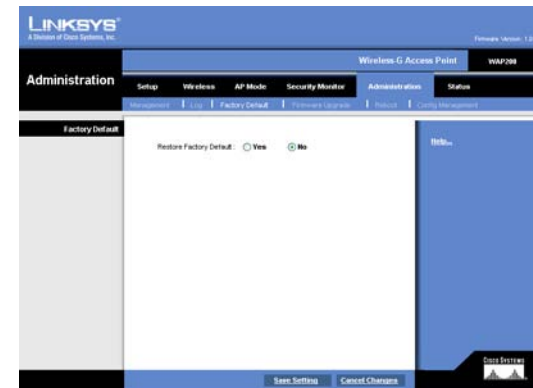 LINKSYS®
A Division of Cisco Systems, Inc.
Firmware Version: 1.0
Wireless-G Access Point WAP200
Administration
Setup Wireless AP Mode Security Monitor Administration Status
Management Log Factory Default Firmware Upgrade Reboot Config Management
Factory Default
Restore Factory Default: Yes No
Help...
Save Setting Cancel Changes
CISCO SYSTEMS